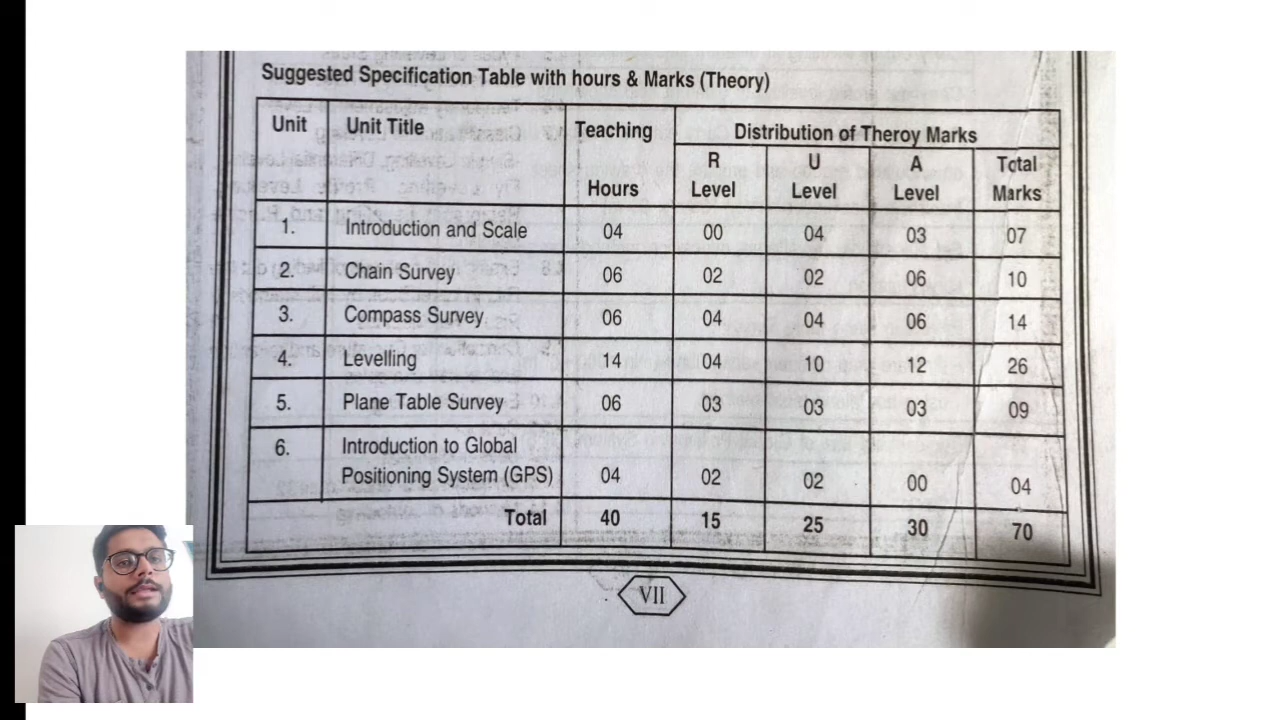 Suggested Specification Table with hours & Marks (Theory)
Unit Unit Title Teaching Hours Distribution of Theroy Marks
R Level U Level A Level Total Marks
1. Introduction and Scale 04 00 04 03 07
2. Chain Survey 06 02 02 06 10
3. Compass Survey 06 04 04 06 14
4. Levelling 14 04 10 12 26
5. Plane Table Survey 06 03 03 03 09
6. Introduction to Global
Positioning System (GPS) 04 02 02 00 04
Total 40 15 25 30 70
VII